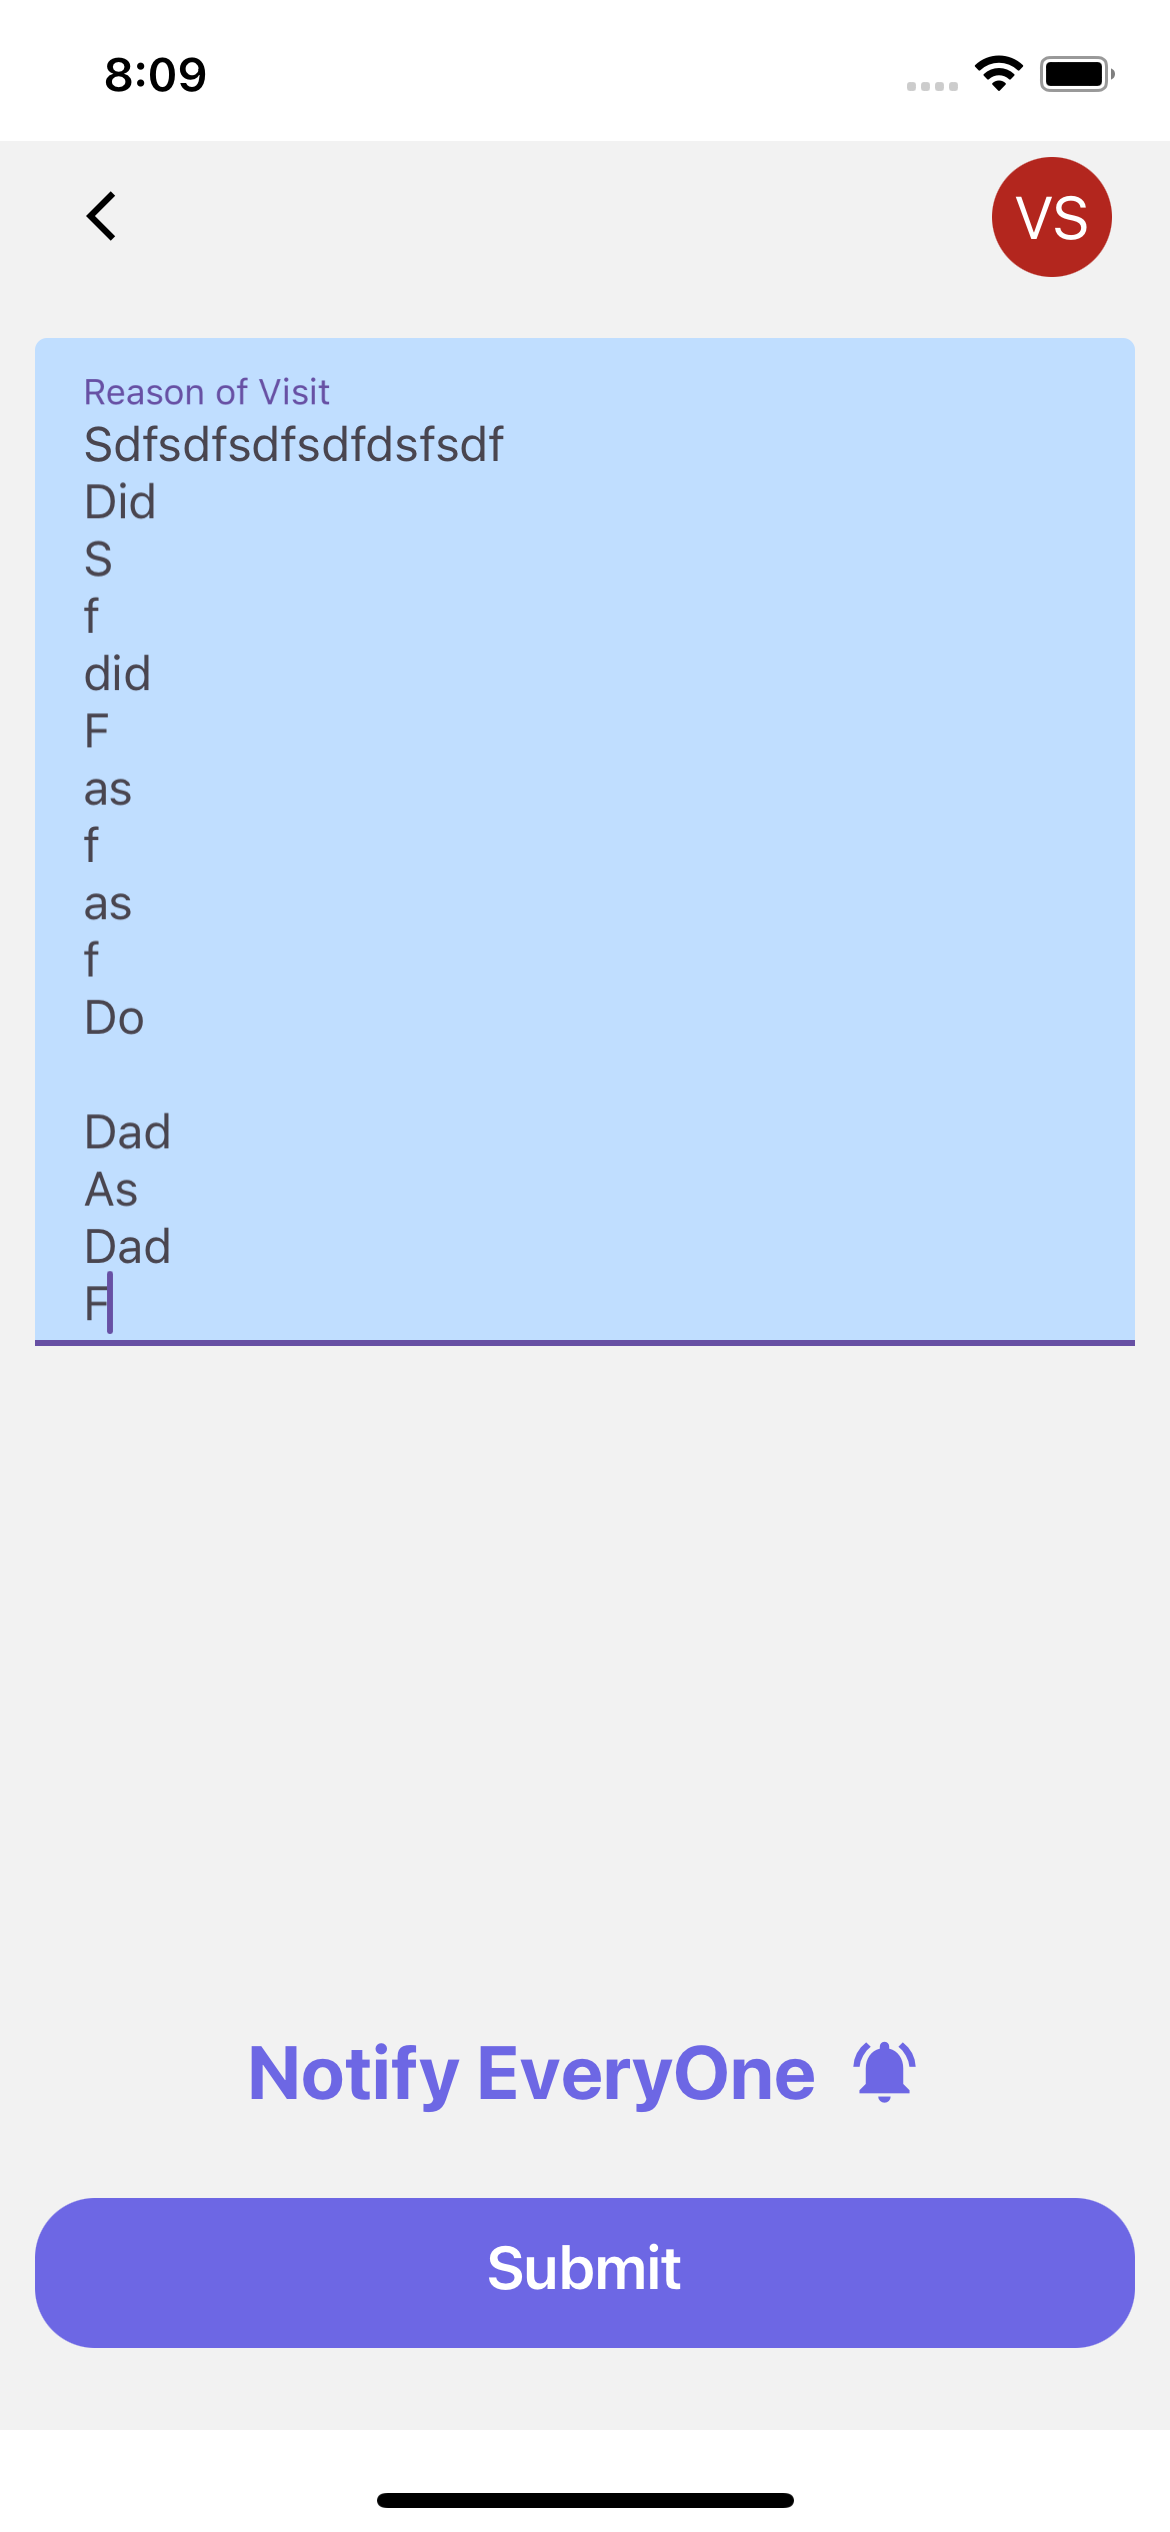 8:09
VS
Reason of Visit
Sdfsdfsdfsdfdsfsdf
Did
S
f
did
F
as
f
as
f
Do
Dad
As
Dad
F
Notify EveryOne
Submit